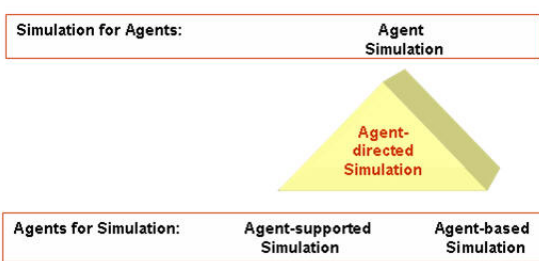 Simulation for Agents: Agent
Simulation
Agent-
directed
Simulation
Agents for Simulation: Agent-supported Agent-based
Simulation Simulation